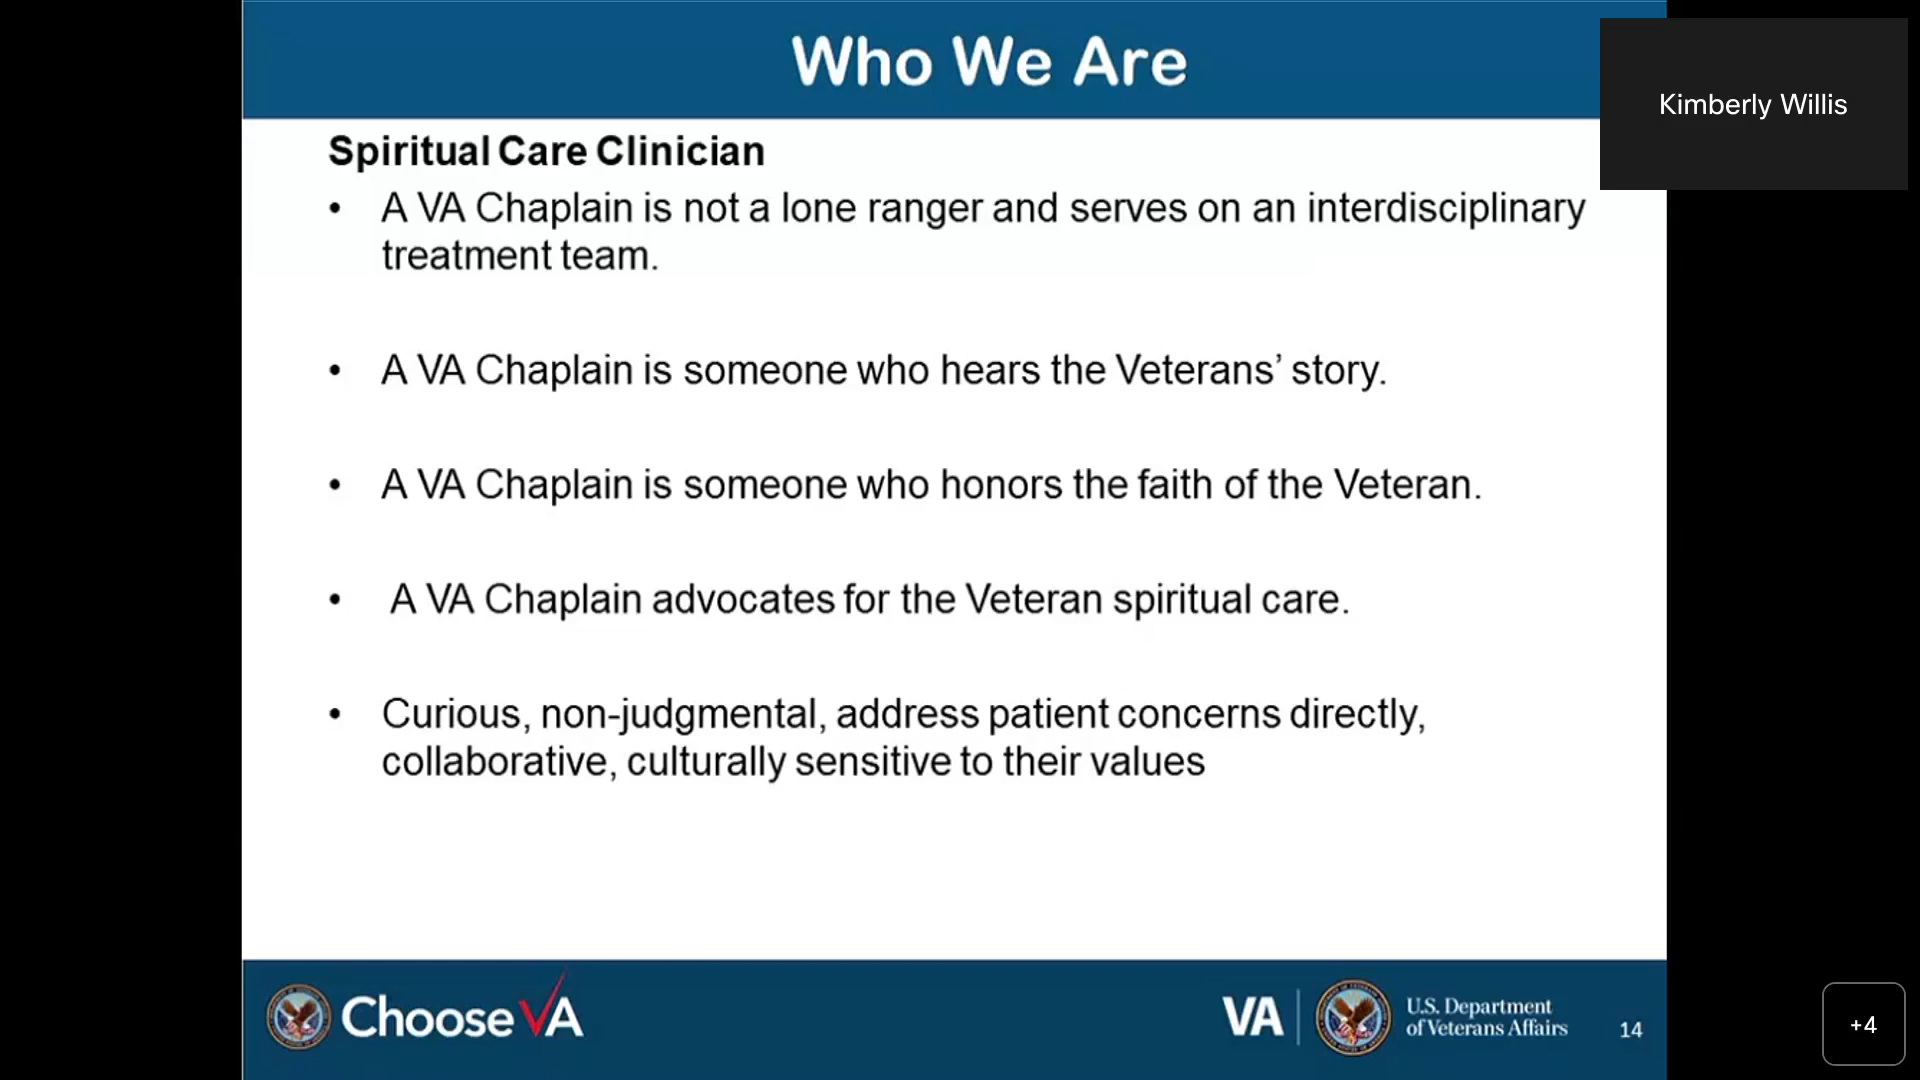 Who We Are
Kimberly Willis
Spiritual Care Clinician
• A VA Chaplain is not a lone ranger and serves on an interdisciplinary
treatment team.
• A VA Chaplain is someone who hears the Veterans’ story.
• A VA Chaplain is someone who honors the faith of the Veteran.
• A VA Chaplain advocates for the Veteran spiritual care.
• Curious, non-judgmental, address patient concerns directly,
collaborative, culturally sensitive to their values
Choose VA
VA
U.S. Department
of Veterans Affairs
14
+4